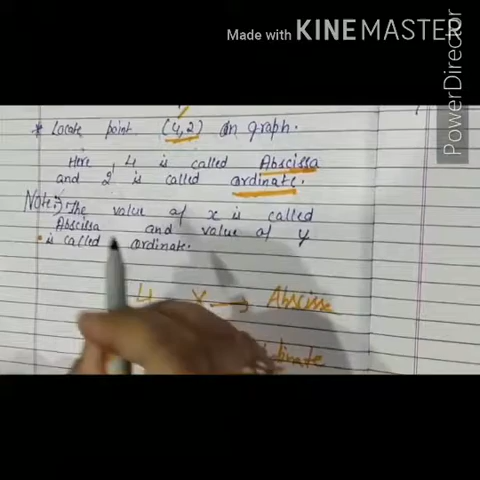 Made with KINEMASTER
PowerDirector
* Locate point (4,2) on graph.
Here, 4 is called Abscissa
and 2 is called ordinate.
Note:→ The value of x is called
Abscissa and value of y
is called ordinate.
4 X → Abscissa